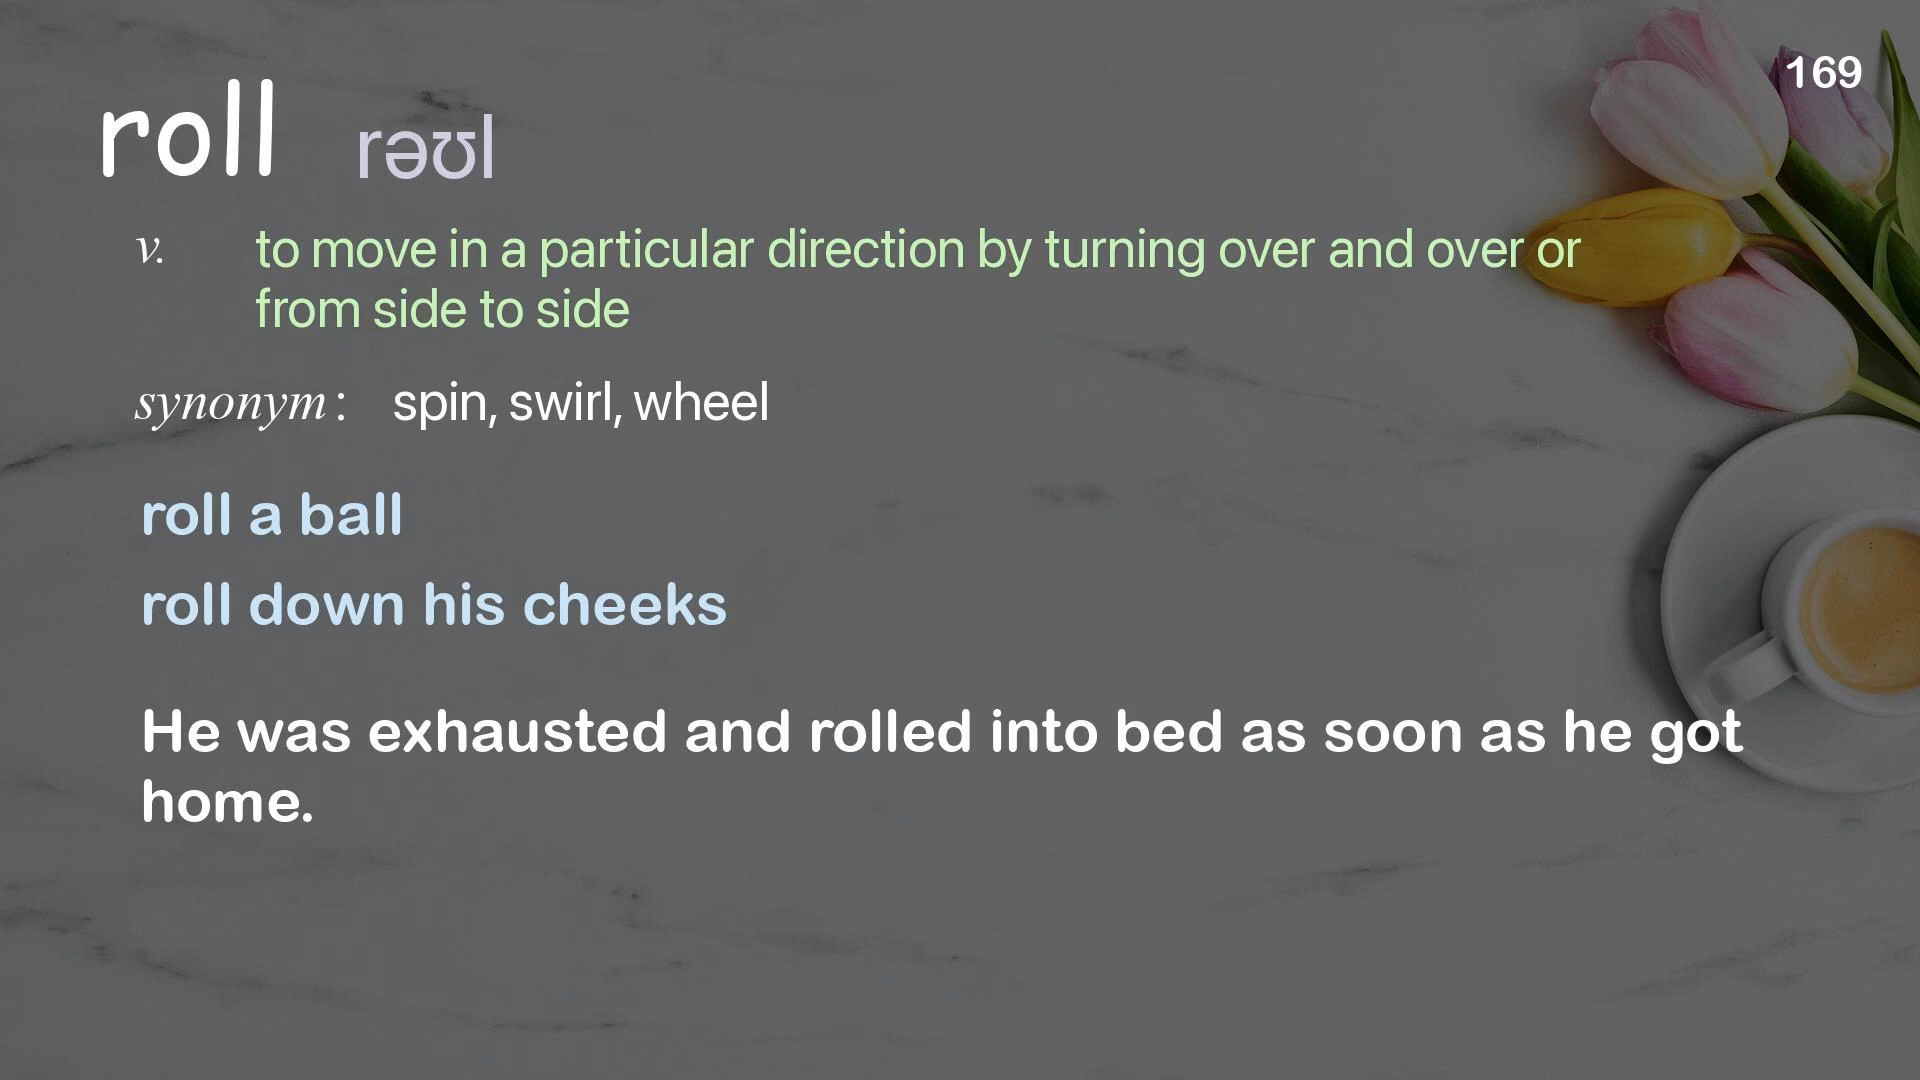 169
roll rəʊl
v. to move in a particular direction by turning over and over or
from side to side
synonym: spin, swirl, wheel
roll a ball
roll down his cheeks
He was exhausted and rolled into bed as soon as he got
home.